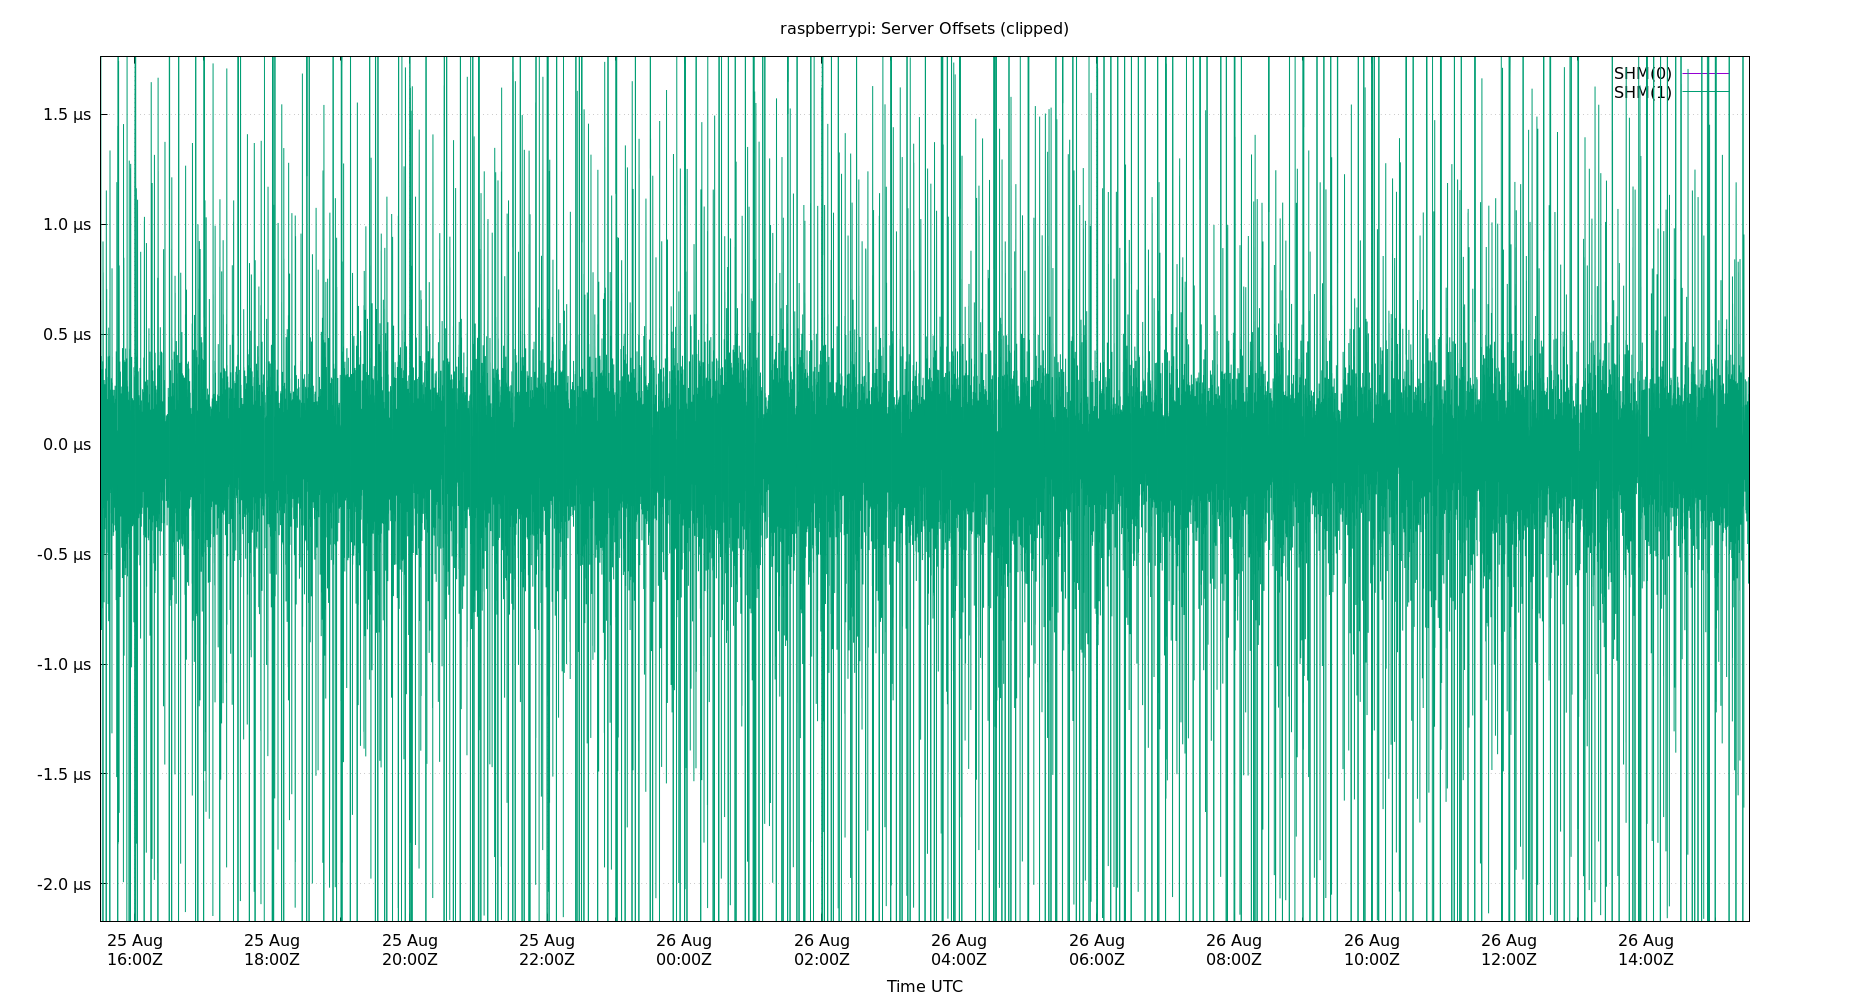 raspberrypi: Server Offsets (clipped)
SHM(0)
SHM(1)
1.5 µs
1.0 µs
0.5 µs
0.0 µs
-0.5 µs
-1.0 µs
-1.5 µs
-2.0 µs
25 Aug 25 Aug 25 Aug 25 Aug 26 Aug 26 Aug 26 Aug 26 Aug 26 Aug 26 Aug 26 Aug 26 Aug
16:00Z 18:00Z 20:00Z 22:00Z 00:00Z 02:00Z 04:00Z 06:00Z 08:00Z 10:00Z 12:00Z 14:00Z
Time UTC